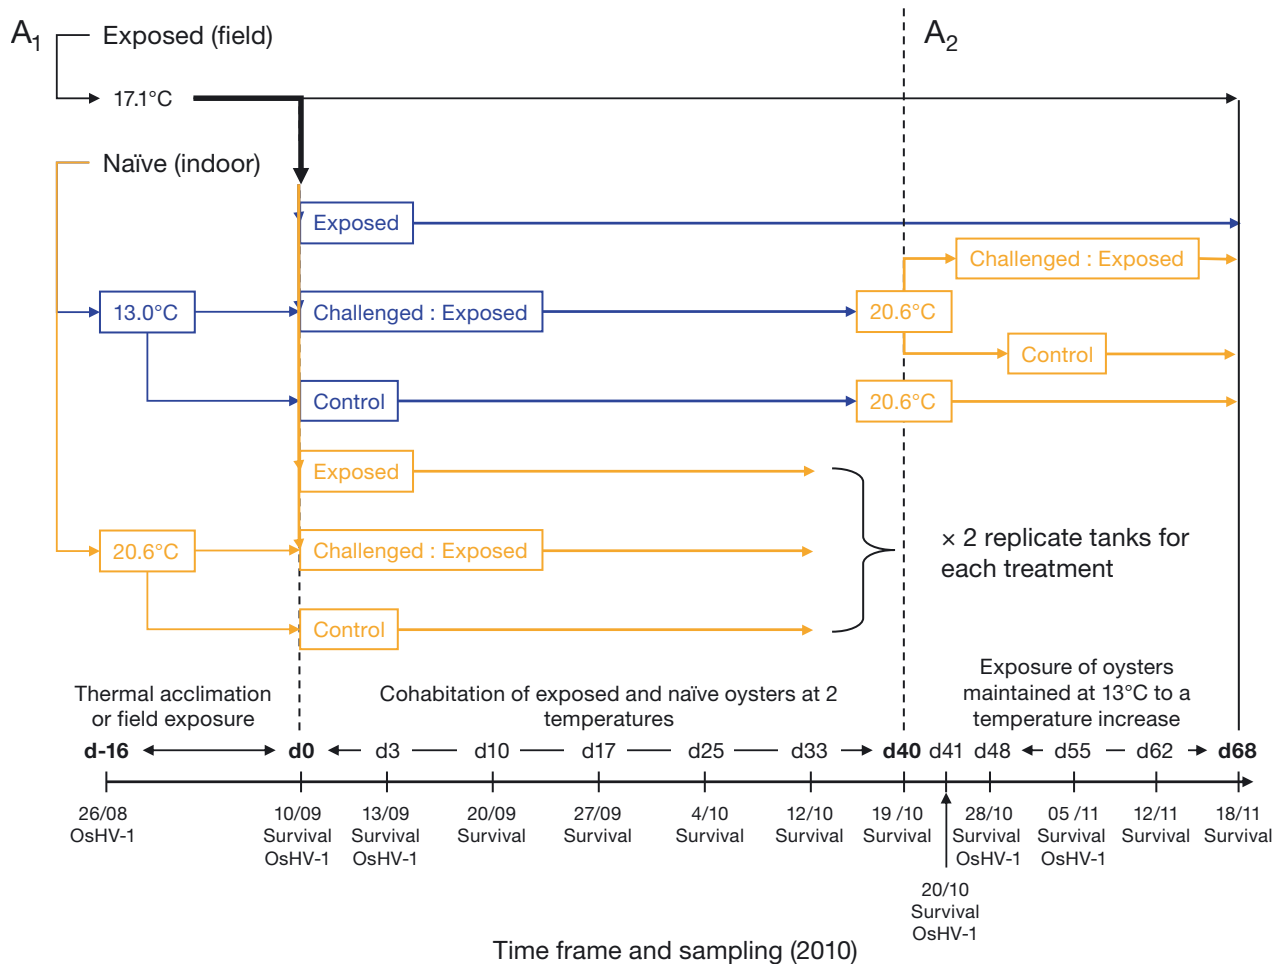 A1
Exposed (field)
A2
17.1°C
Naïve (indoor)
Exposed
Challenged : Exposed
13.0°C
Challenged : Exposed
20.6°C
Control
Control
20.6°C
Exposed
20.6°C
Challenged : Exposed
× 2 replicate tanks for
each treatment
Control
Thermal acclimation
or field exposure
Cohabitation of exposed and naïve oysters at 2
temperatures
Exposure of oysters
maintained at 13°C to a
temperature increase
d-16 d0 d3 d10 d17 d25 d33 d40 d41 d48 d55 d62 d68
26/08
OsHV-1
10/09
Survival
OsHV-1
13/09
Survival
OsHV-1
20/09
Survival
27/09
Survival
4/10
Survival
12/10
Survival
19 /10
Survival
20/10
Survival
OsHV-1
28/10
Survival
OsHV-1
05 /11
Survival
OsHV-1
12/11
Survival
18/11
Survival
Time frame and sampling (2010)